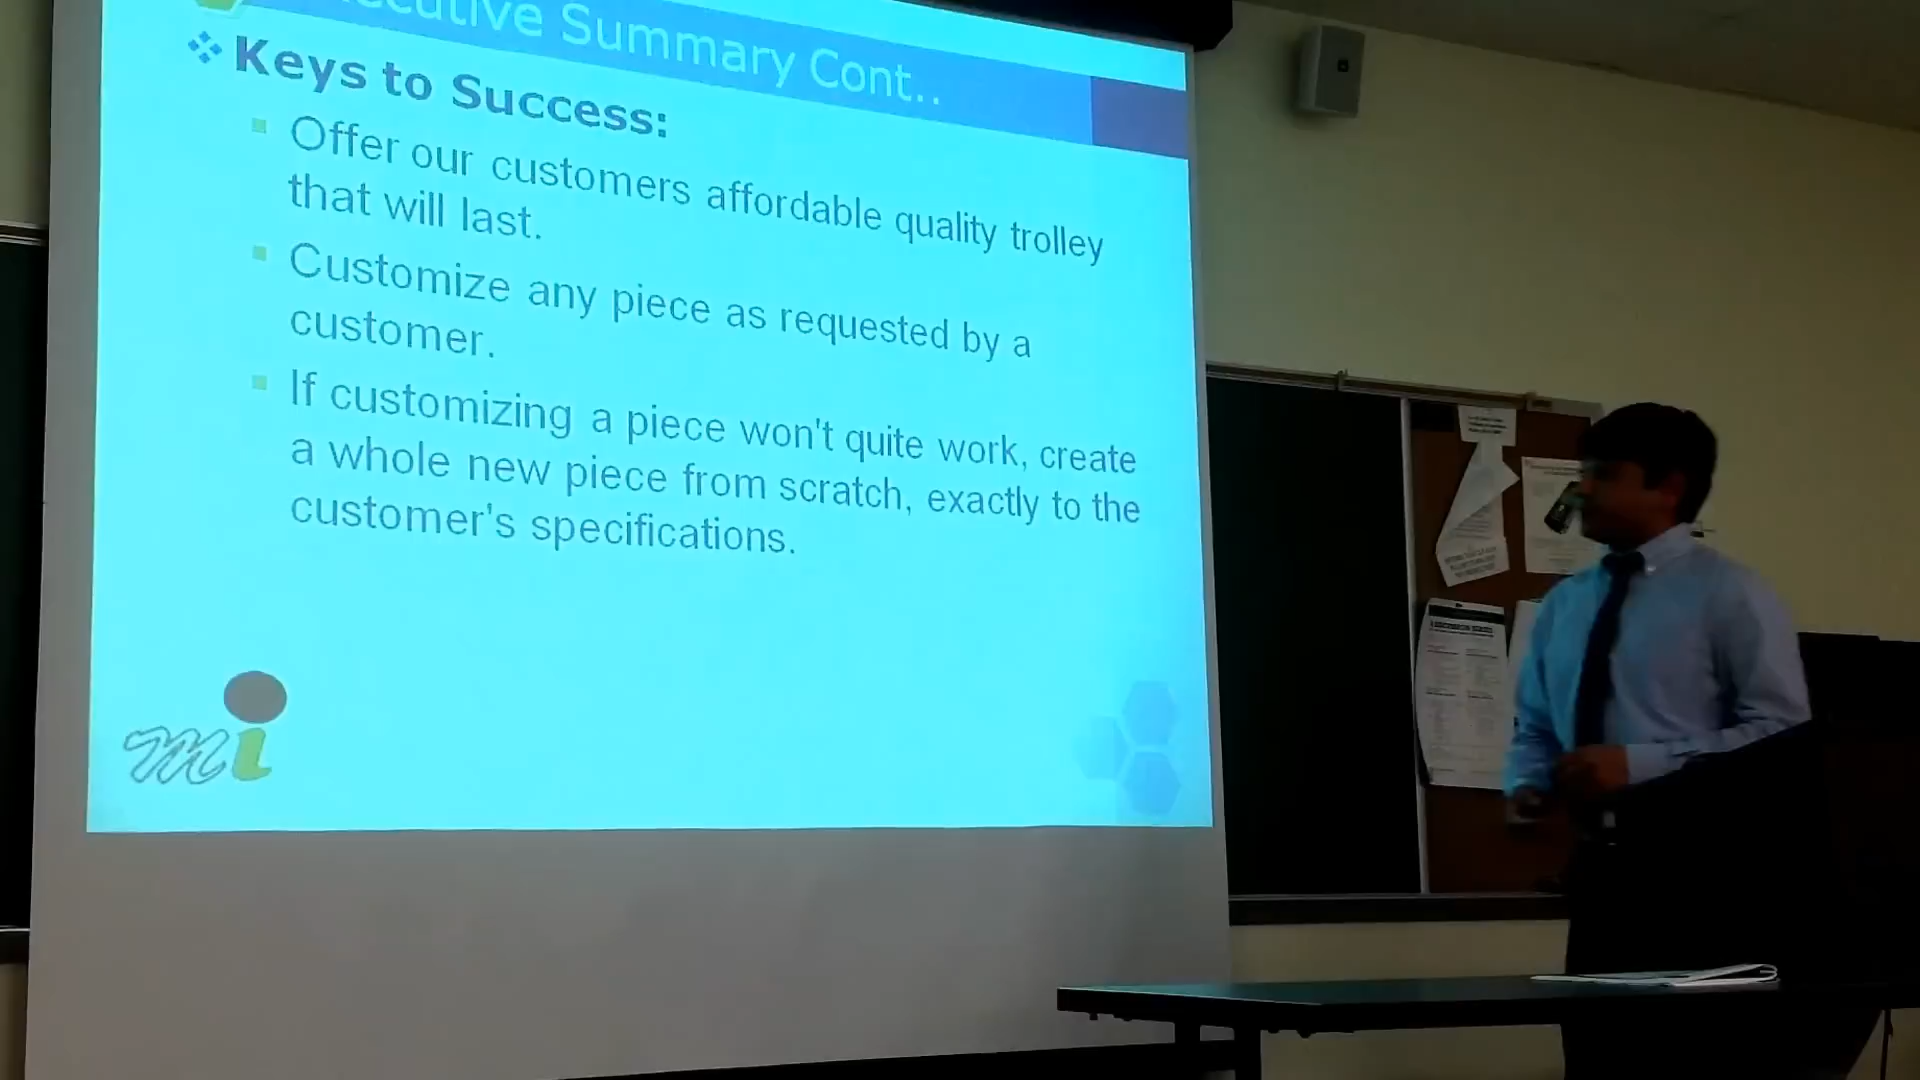 Summary Cont..
Keys to Success:
Offer our customers affordable quality trolley
that will last.
Customize any piece as requested by a
customer.
If customizing a piece won't quite work, create
a whole new piece from scratch, exactly to the
customer's specifications.
mi